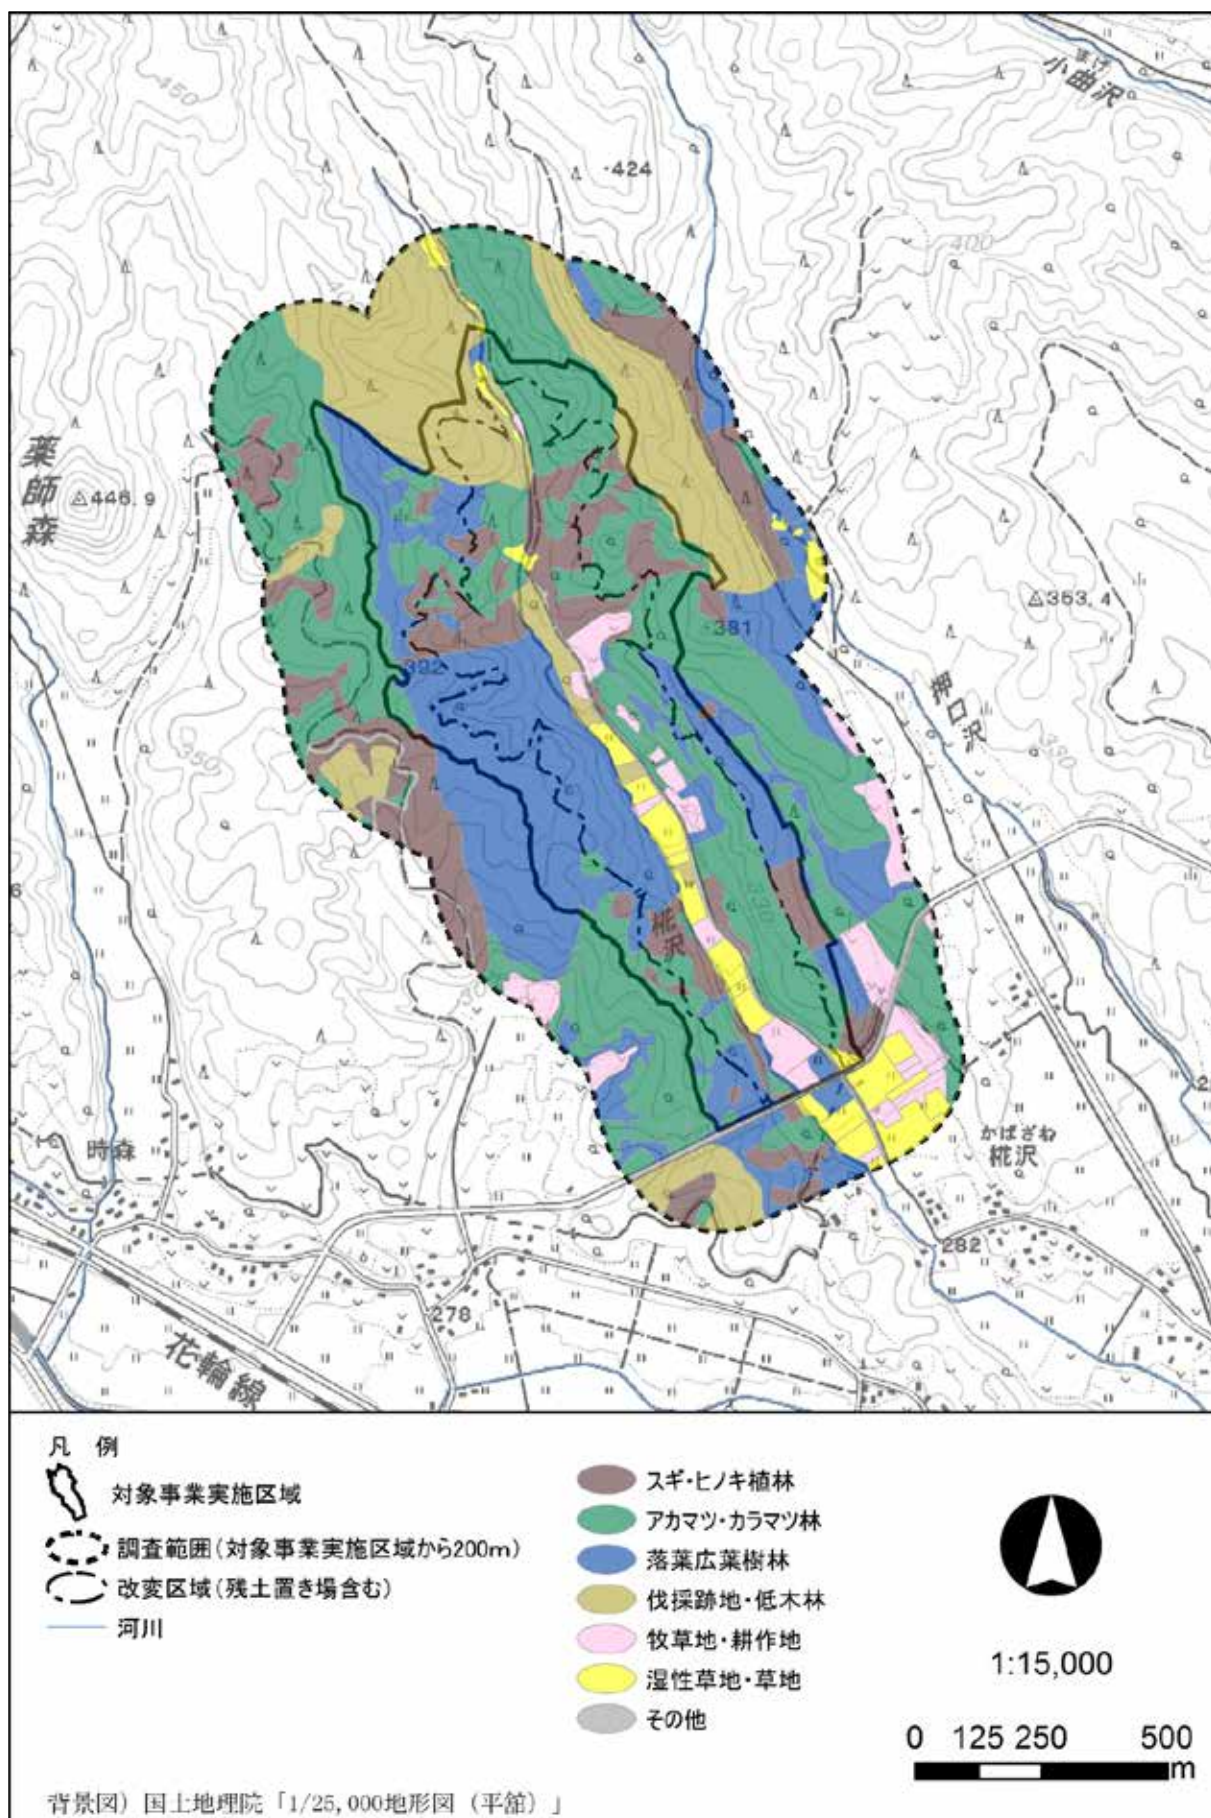 450
小曲沢
424
400
薬師森
446.9
363.4
381
392
押口沢
350
350
330
椛沢
かばざわ
椛沢
時森
282
278
花輪線
凡 例
対象事業実施区域
調査範囲(対象事業実施区域から200m)
改変区域(残土置き場含む)
河川
スギ・ヒノキ植林
アカマツ・カラマツ林
落葉広葉樹林
伐採跡地・低木林
牧草地・耕作地
湿性草地・草地
その他
1:15,000
0 125 250 500
m
背景図) 国土地理院「1/25,000地形図(平舘)」